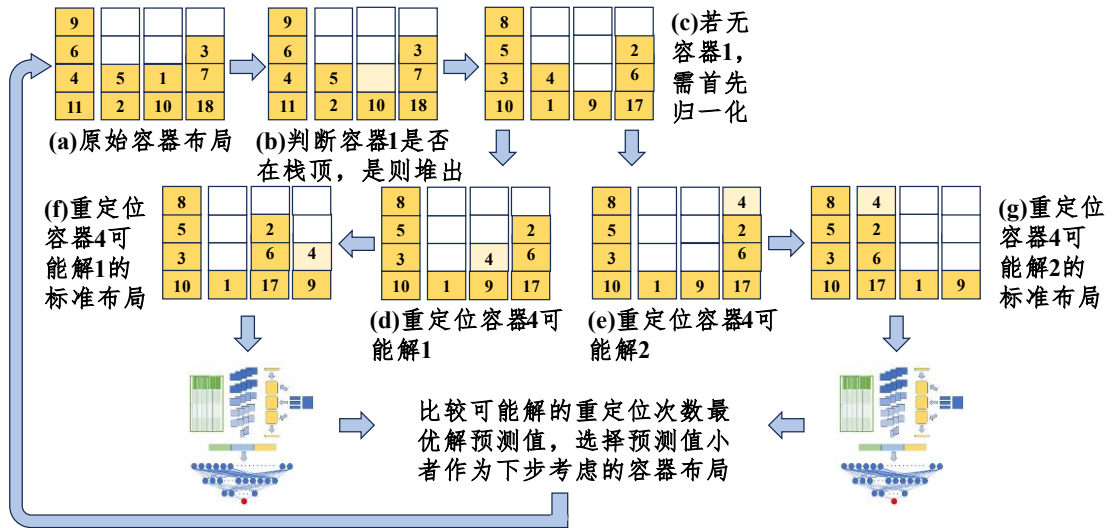 9
6 3
4 5 1 7
11 2 10 18
(a)原始容器布局
9
6 3
4 5 7
11 2 10 18
(b)判断容器1是否
在栈顶，是则堆出
8
5 2
3 4 6
10 1 9 17
(c)若无
容器1，
需首先
归一化
(f)重定位
容器4可
能解1的
标准布局
8
5 2
3 6 4
10 1 17 9
8
5 2
3 4 6
10 1 9 17
(d)重定位容器4可
能解1
8 4
5 2
3 6
10 1 9 17
(e)重定位容器4可
能解2
8 4
5 2
3 6
10 17 1 9
(g)重定位
容器4可
能解2的
标准布局
比较可能解的重定位次数最
优解预测值，选择预测值小
者作为下步考虑的容器布局